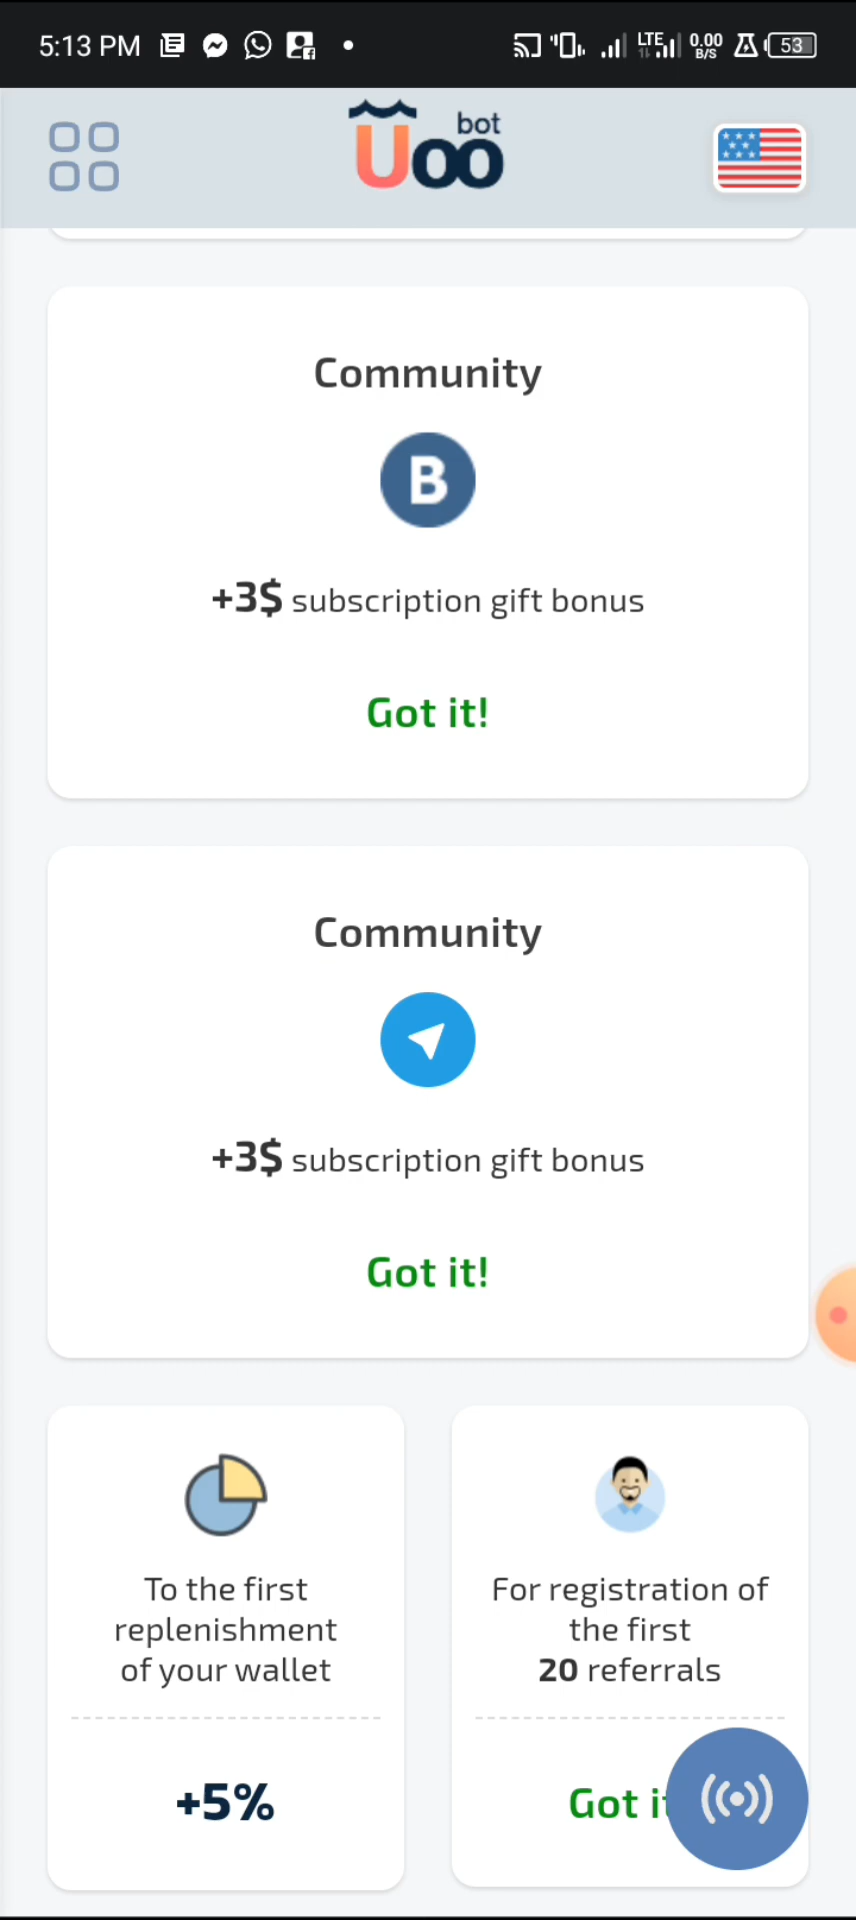 5:13 PM
LTE
0.00
B/S
53
Uoo
bot
Community
B
+3$ subscription gift bonus
Got it!
Community
+3$ subscription gift bonus
Got it!
To the first
replenishment
of your wallet
+5%
For registration of
the first
20 referrals
Got it